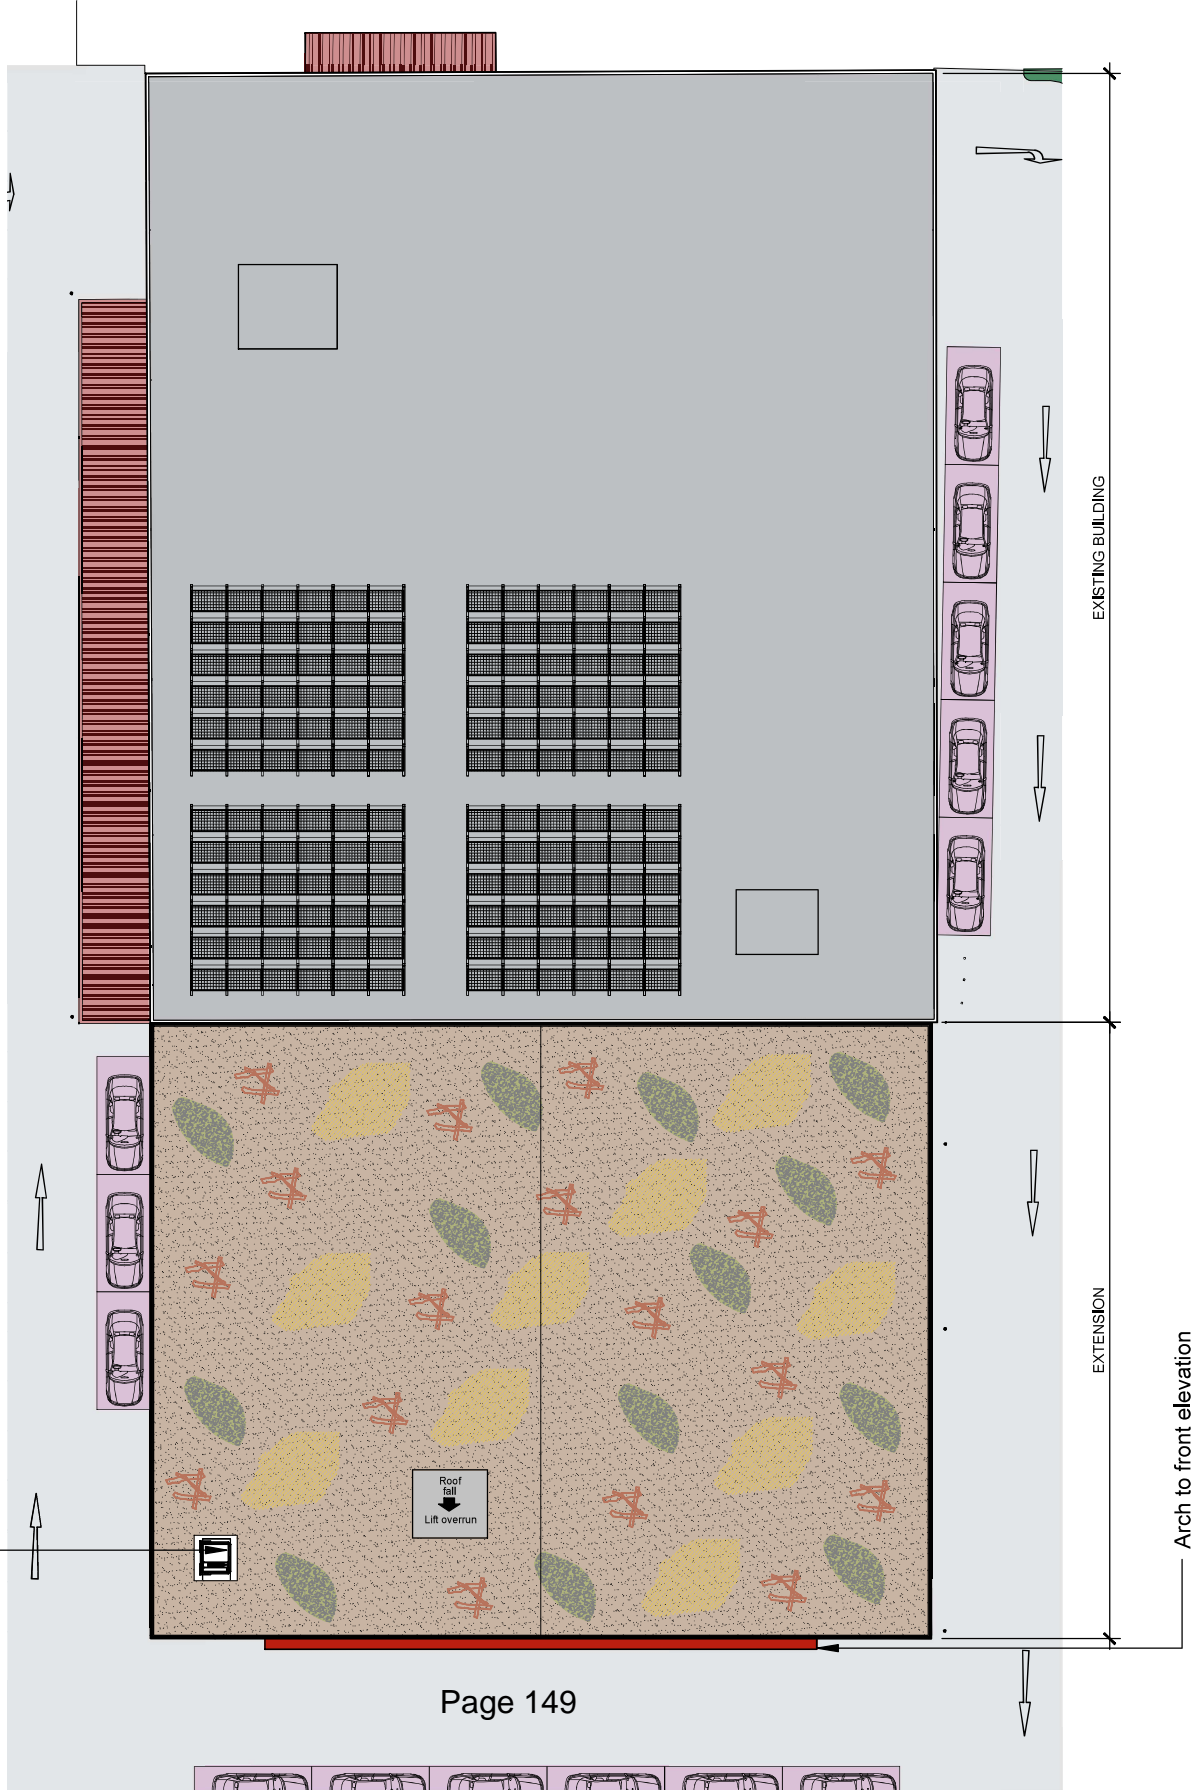 EXISTING BUILDING
EXTENSION
Arch to front elevation
Roof
fall
Lift overrun
Page 149